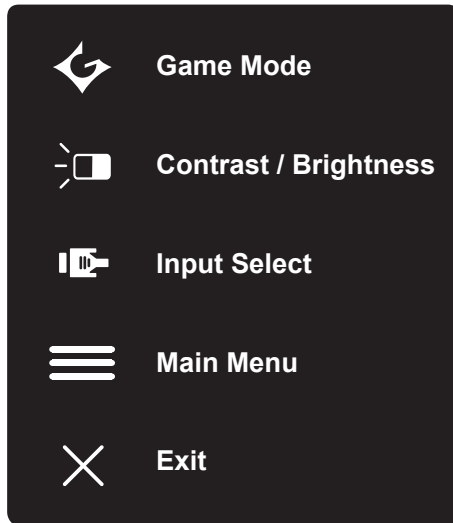 Game Mode
Contrast / Brightness
Input Select
Main Menu
Exit